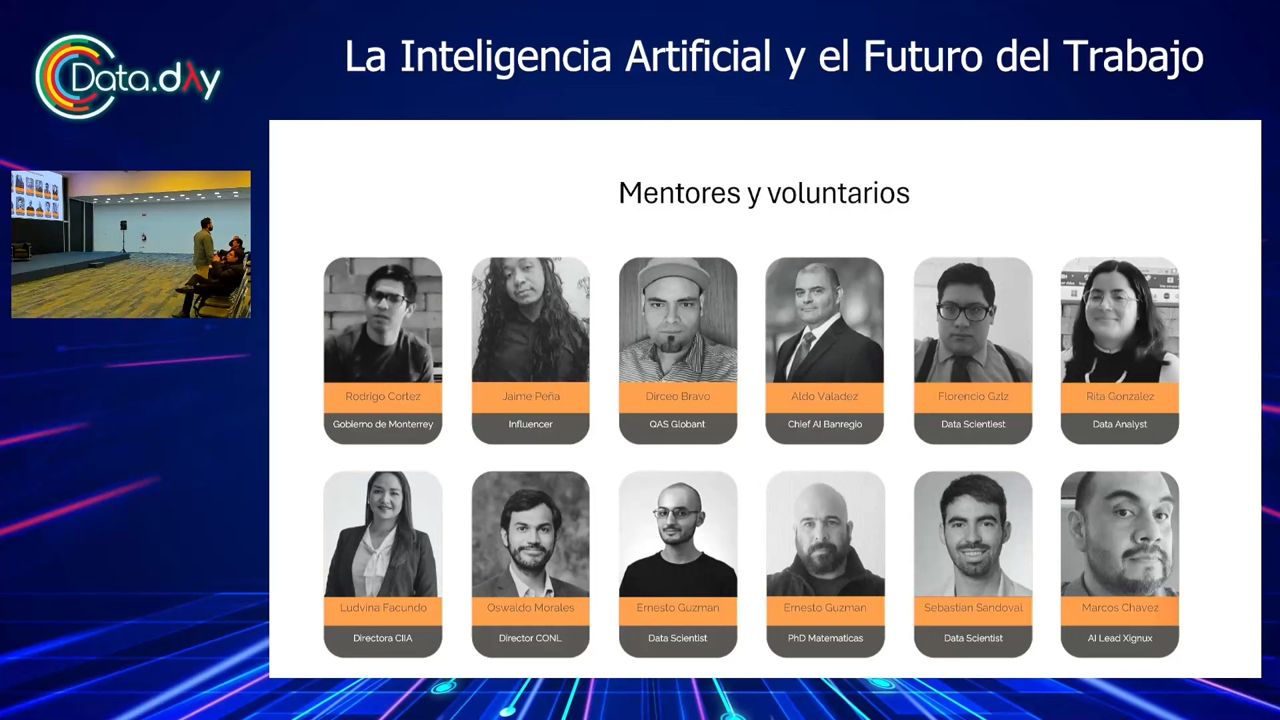 Data.dλy
La Inteligencia Artificial y el Futuro del Trabajo
Mentores y voluntarios
Rodrigo Cortez
Gobierno de Monterrey
Jaime Peña
Influencer
Dirceo Bravo
QAS Globant
Aldo Valadez
Chief AI Banregio
Florencio Gzlz
Data Scientiest
Rita Gonzalez
Data Analyst
Ludvina Facundo
Directora CIIA
Oswaldo Morales
Director CONL
Ernesto Guzman
Data Scientist
Ernesto Guzman
PhD Matematicas
Sebastian Sandoval
Data Scientist
Marcos Chavez
AI Lead Xignux